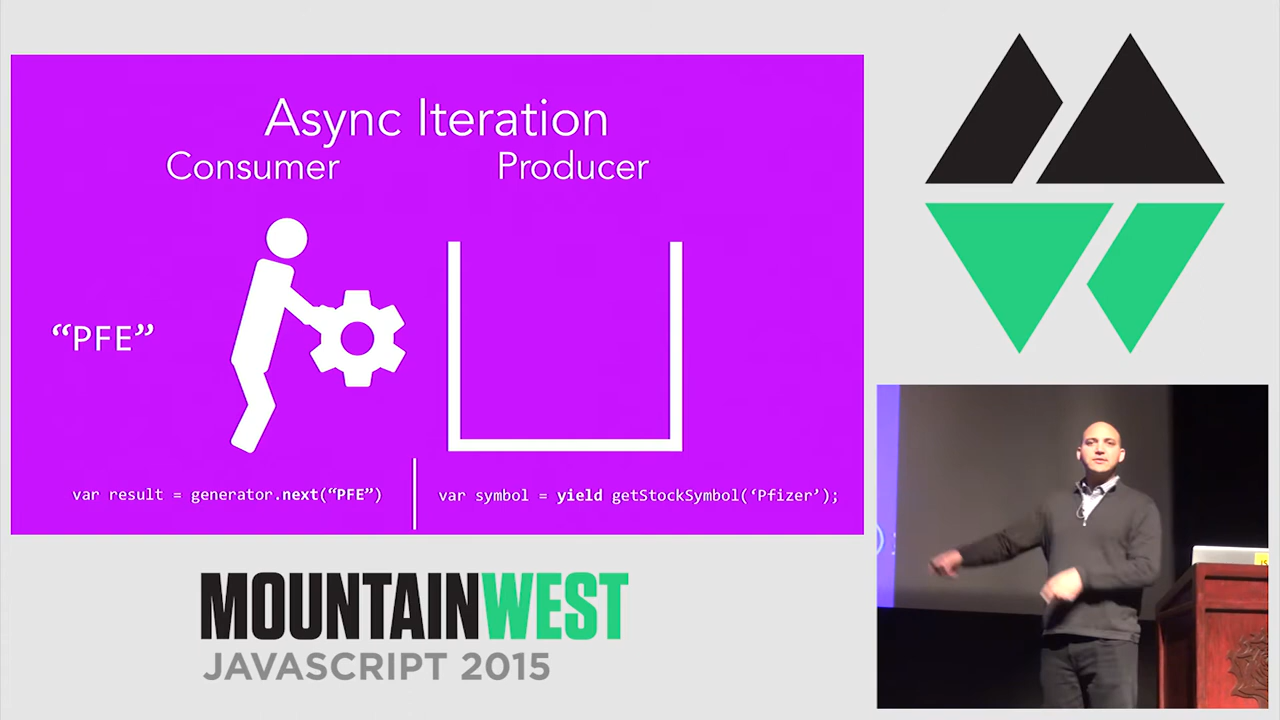 Async Iteration
Consumer
Producer
“PFE”
var result = generator.next(“PFE”)
var symbol = yield getStockSymbol(‘Pfizer’);
MOUNTAINWEST
JAVASCRIPT 2015